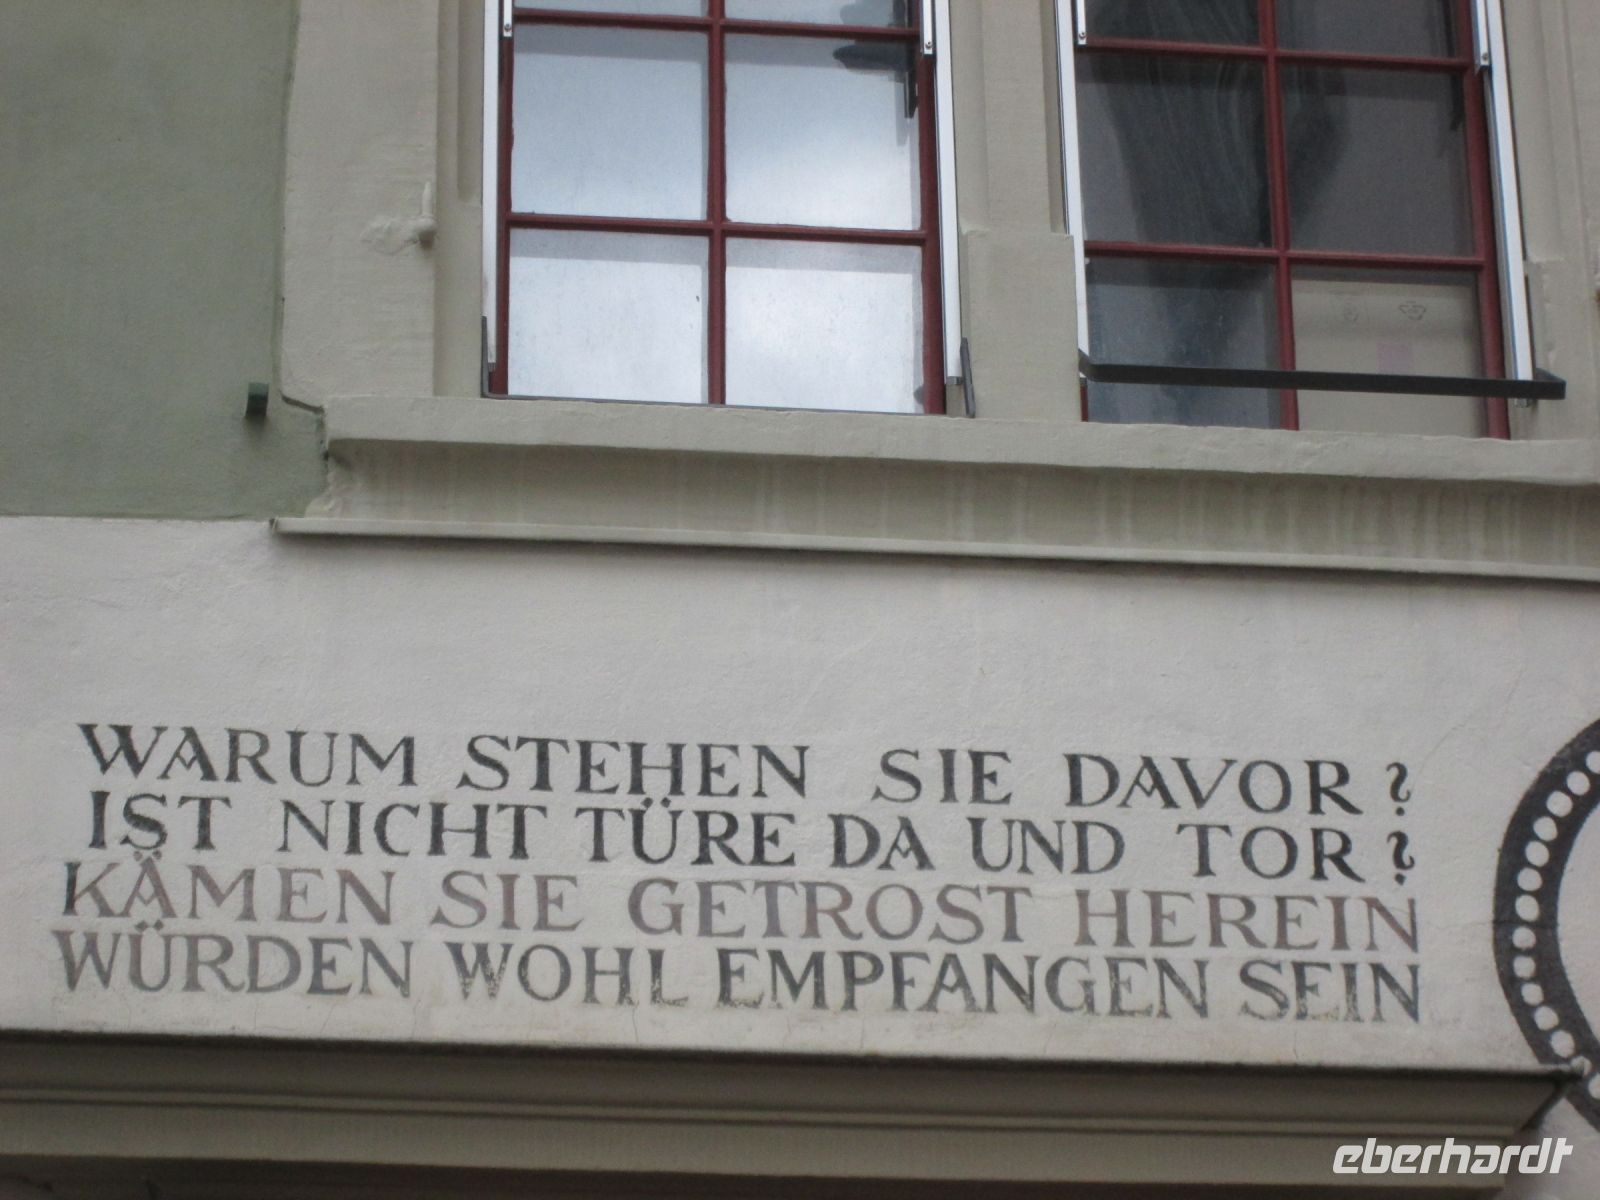 WARUM STEHEN SIE DAVOR?
IST NICHT TÜRE DA UND TOR?
KÄMEN SIE GETROST HEREIN
WÜRDEN WOHL EMPFANGEN SEIN
eberhardt